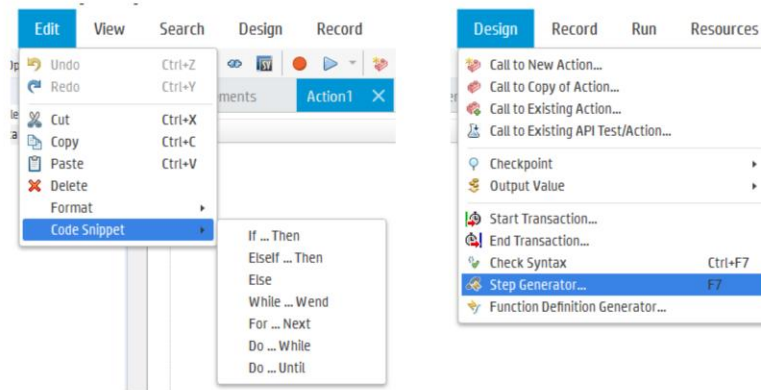 Edit View Search Design Record
Undo Ctrl+Z
Redo Ctrl+Y
ments Action1
Cut Ctrl+X
Copy Ctrl+C
Paste Ctrl+V
Delete
Format
Code Snippet
If ... Then
ElseIf ... Then
Else
While ... Wend
For ... Next
Do ... While
Do ... Until
Design Record Run Resources
Call to New Action...
Call to Copy of Action...
Call to Existing Action...
Call to Existing API Test/Action...
Checkpoint
Output Value
Start Transaction...
End Transaction...
Check Syntax Ctrl+F7
Step Generator... F7
Function Definition Generator...